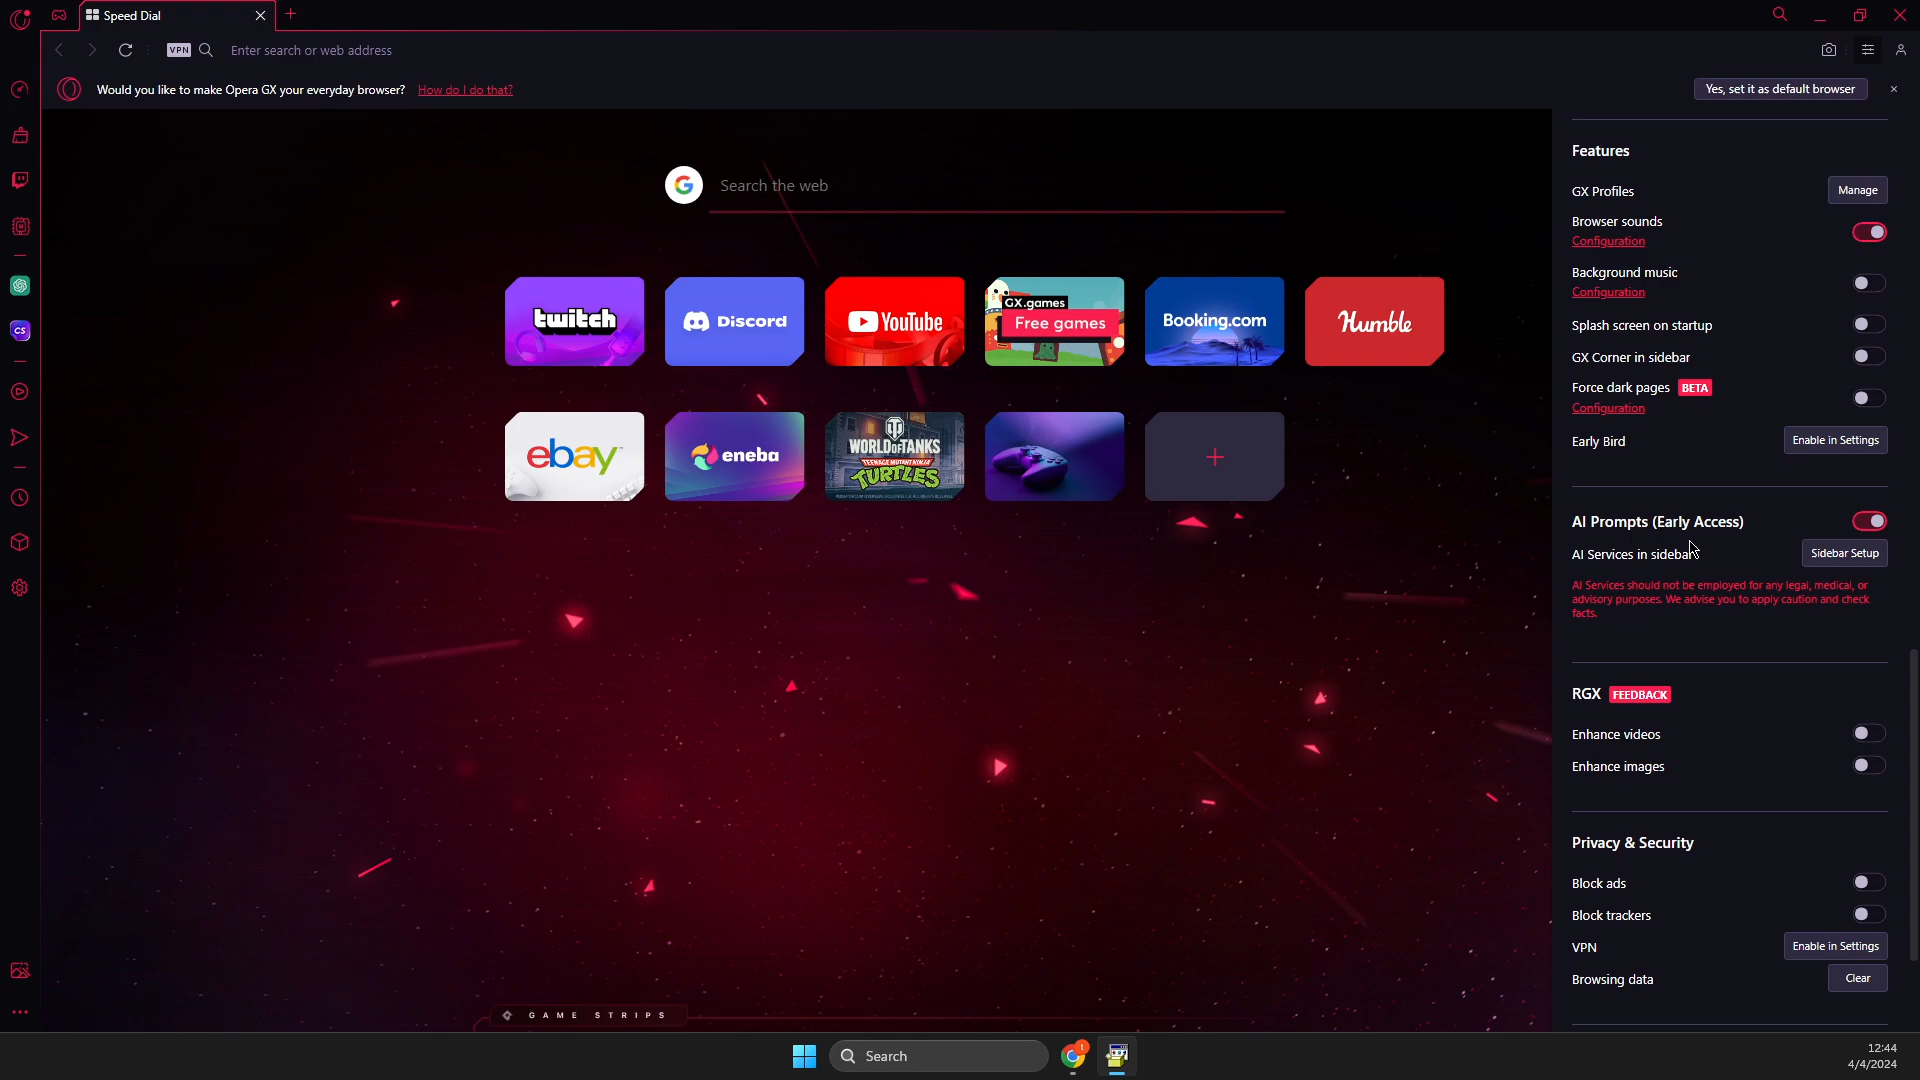 Speed Dial
VPN
Enter search or web address
Would you like to make Opera GX your everyday browser? How do I do that?
Yes, set it as default browser
Search the web
twitch
Discord
YouTube
GX.games
Free games
Booking.com
Humble
ebay™
eneba
WORLD OF TANKS
TEENAGE MUTANT NINJA
TURTLES
GAME STRIPS
CS
Features
GX Profiles
Manage
Browser sounds
Configuration
Background music
Configuration
Splash screen on startup
GX Corner in sidebar
Force dark pages BETA
Configuration
Early Bird
Enable in Settings
AI Prompts (Early Access)
AI Services in sidebar
Sidebar Setup
AI Services should not be employed for any legal, medical, or
advisory purposes. We advise you to apply caution and check
facts.
RGX FEEDBACK
Enhance videos
Enhance images
Privacy & Security
Block ads
Block trackers
VPN
Enable in Settings
Browsing data
Clear
Search
1
12:44
4/4/2024